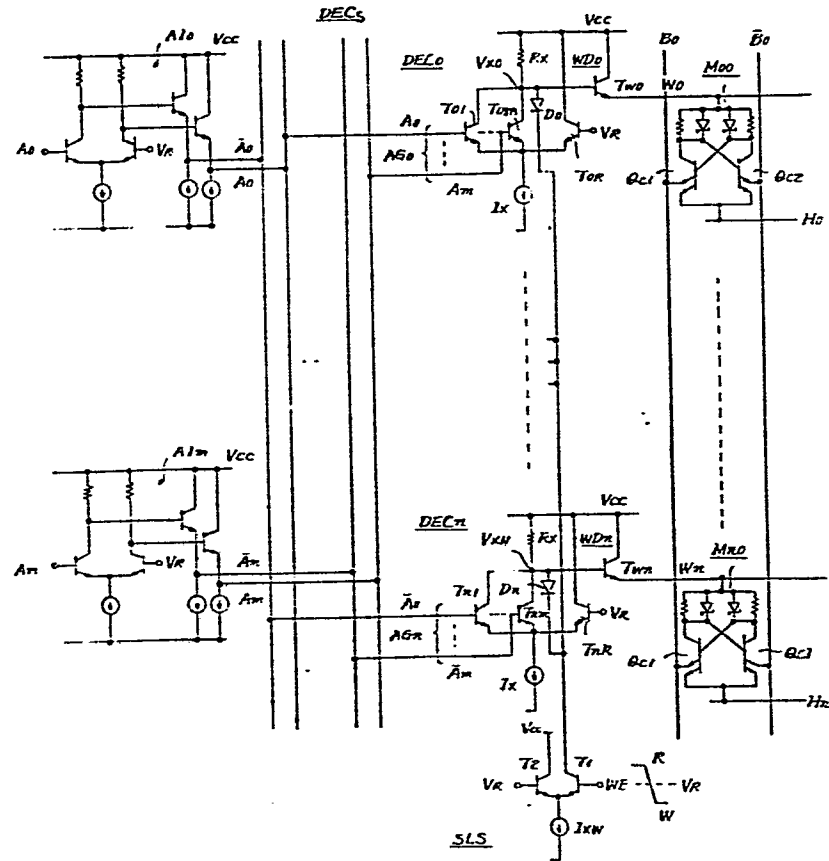 DECS
AI0
Vcc
Vcc
B0
B̄0
DEC0
Vx0
Rx
WD0
Tw0
W0
M00
T01
T0m
D0
A0
VR
Ā0
A0
A0
AG0
Am
VR
T0R
Ix
Qc1
Qc2
H0
AIm
Vcc
Vcc
DECn
VxH
Rx
WDn
Twn
Wn
Mn0
Am
VR
Ān
Am
Ā0
Tn1
Dn
Tnm
VR
AGn
Ām
TnR
Ix
Qc1
Qc2
Hn
Vcc
T2
T1
R
VR
WE
VR
W
IxW
SLS